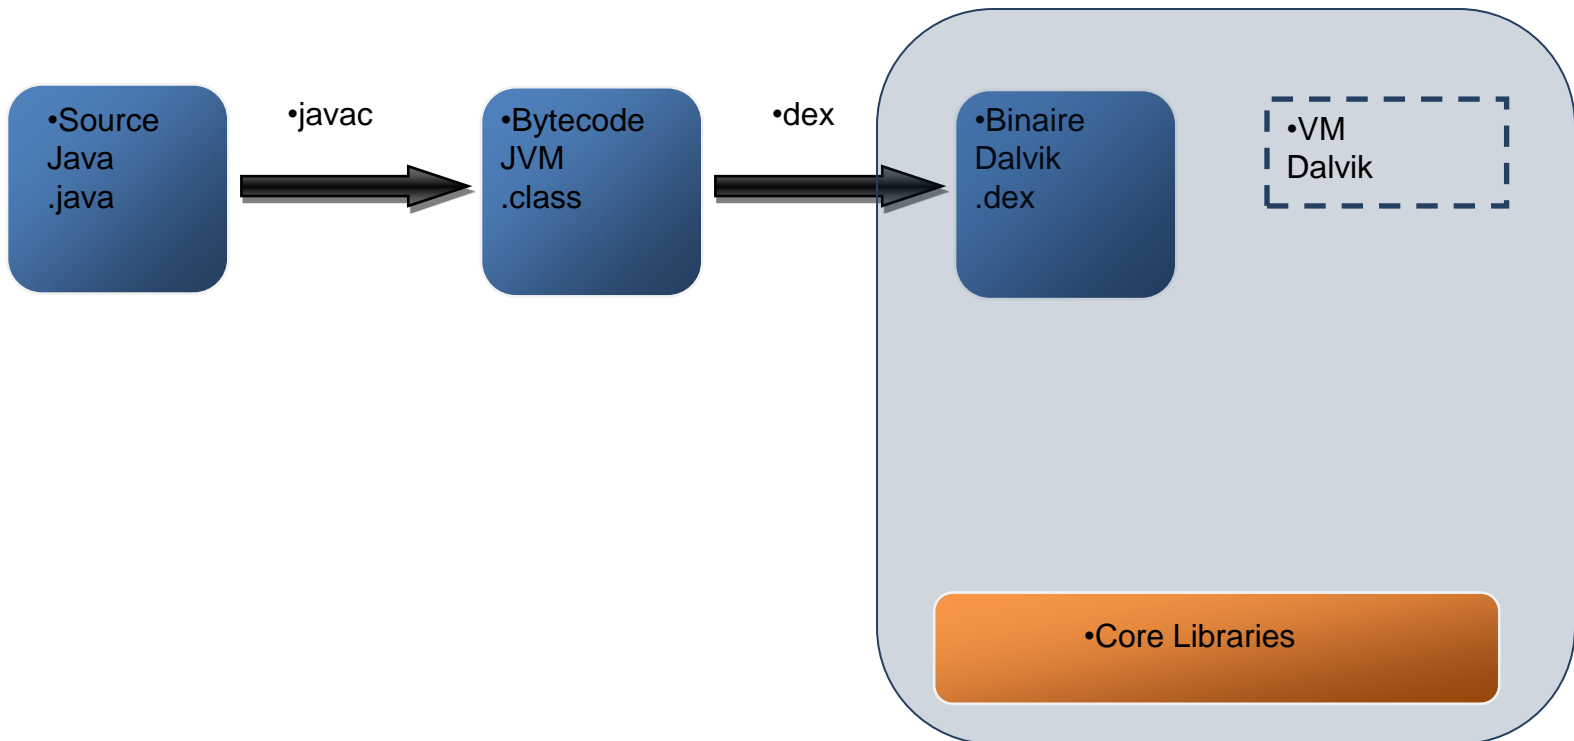 •Source
Java
.java
•javac
•Bytecode
JVM
.class
•dex
•Binaire
Dalvik
.dex
•VM
Dalvik
•Core Libraries